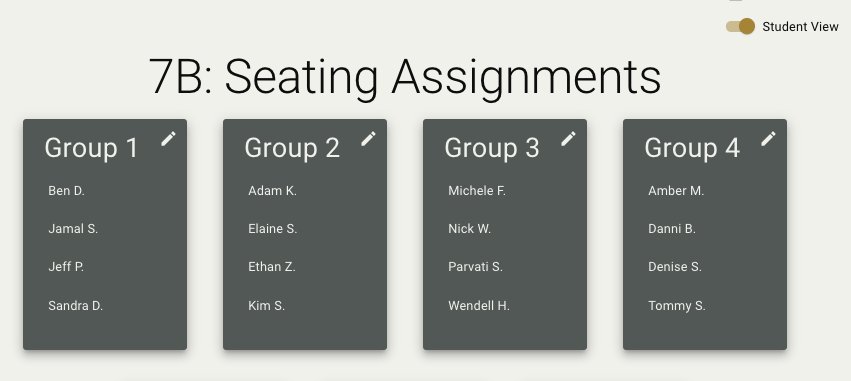 Student View
7B: Seating Assignments
Group 1
Ben D.
Jamal S.
Jeff P.
Sandra D.
Group 2
Adam K.
Elaine S.
Ethan Z.
Kim S.
Group 3
Michele F.
Nick W.
Parvati S.
Wendell H.
Group 4
Amber M.
Danni B.
Denise S.
Tommy S.